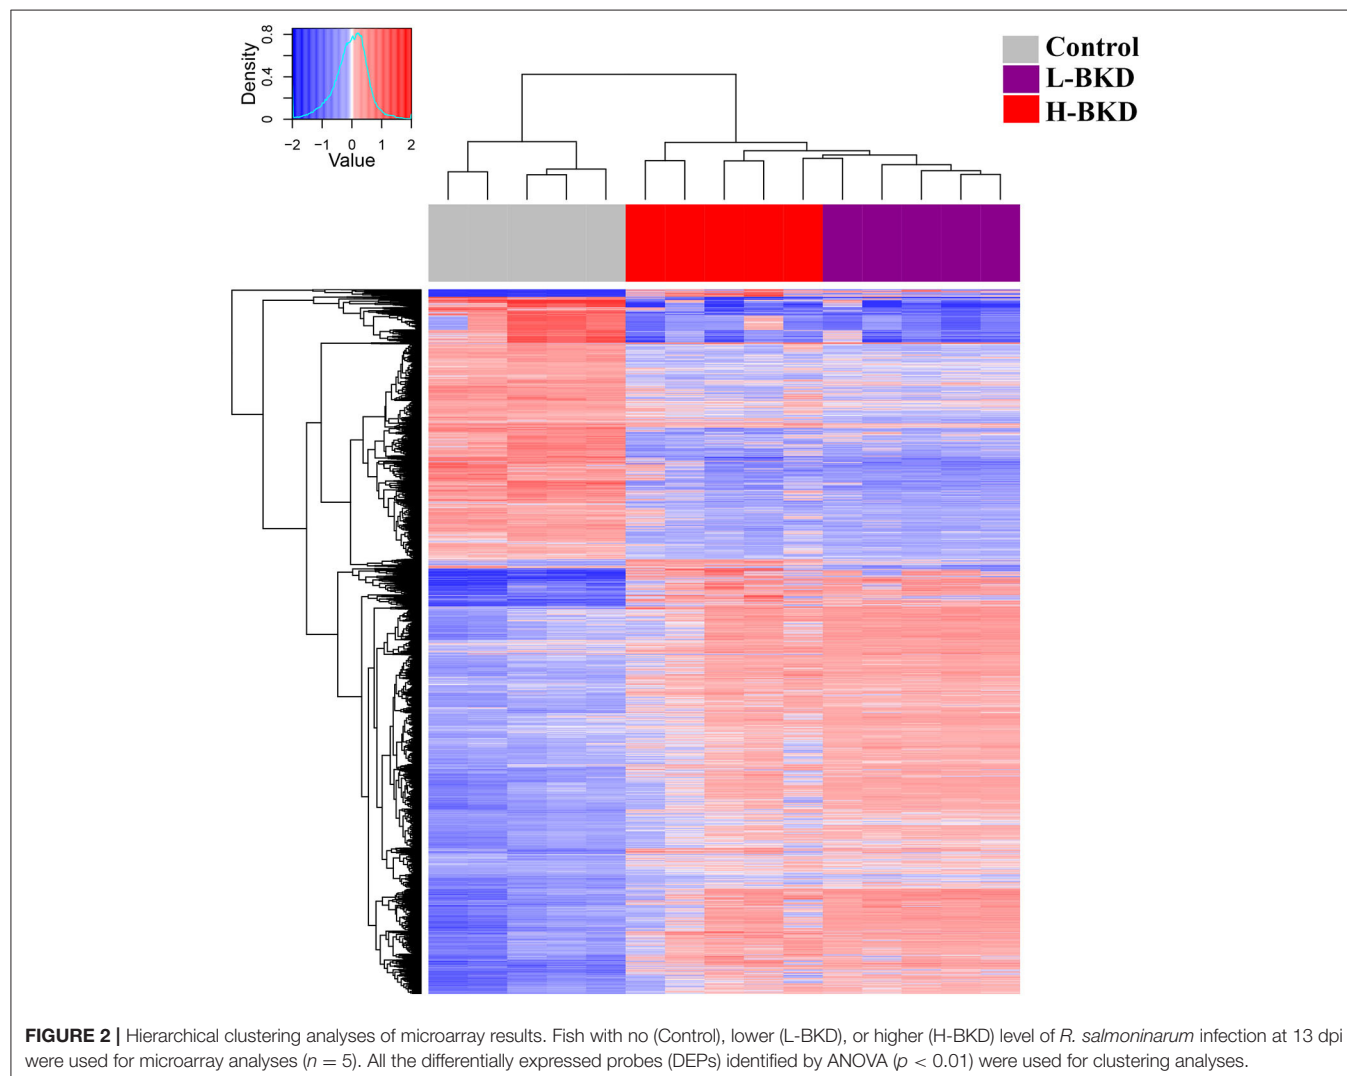 Density
0.8
0.4
0
−2 −1 0 1 2
Value
Control
L-BKD
H-BKD
FIGURE 2 | Hierarchical clustering analyses of microarray results. Fish with no (Control), lower (L-BKD), or higher (H-BKD) level of R. salmoninarum infection at 13 dpi
were used for microarray analyses (n = 5). All the differentially expressed probes (DEPs) identified by ANOVA (p < 0.01) were used for clustering analyses.